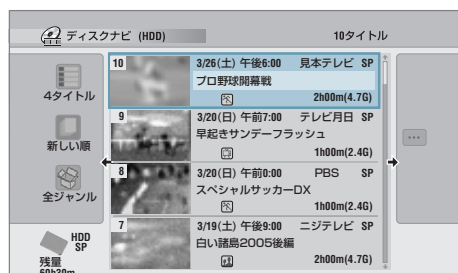 ディスクナビ (HDD)
10タイトル
4タイトル
新しい順
全ジャンル
HDD
SP
残量
60h30m
10
3/26(土) 午後6:00 見本テレビ SP
プロ野球開幕戦
2h00m(4.7G)
9
3/20(日) 午前7:00 テレビ月日 SP
早起きサンデーフラッシュ
1h00m(2.4G)
8
3/20(日) 午前0:00 PBS SP
スペシャルサッカーDX
1h00m(2.4G)
7
3/19(土) 午後9:00 ニジテレビ SP
白い諸島2005後編
2h00m(4.7G)